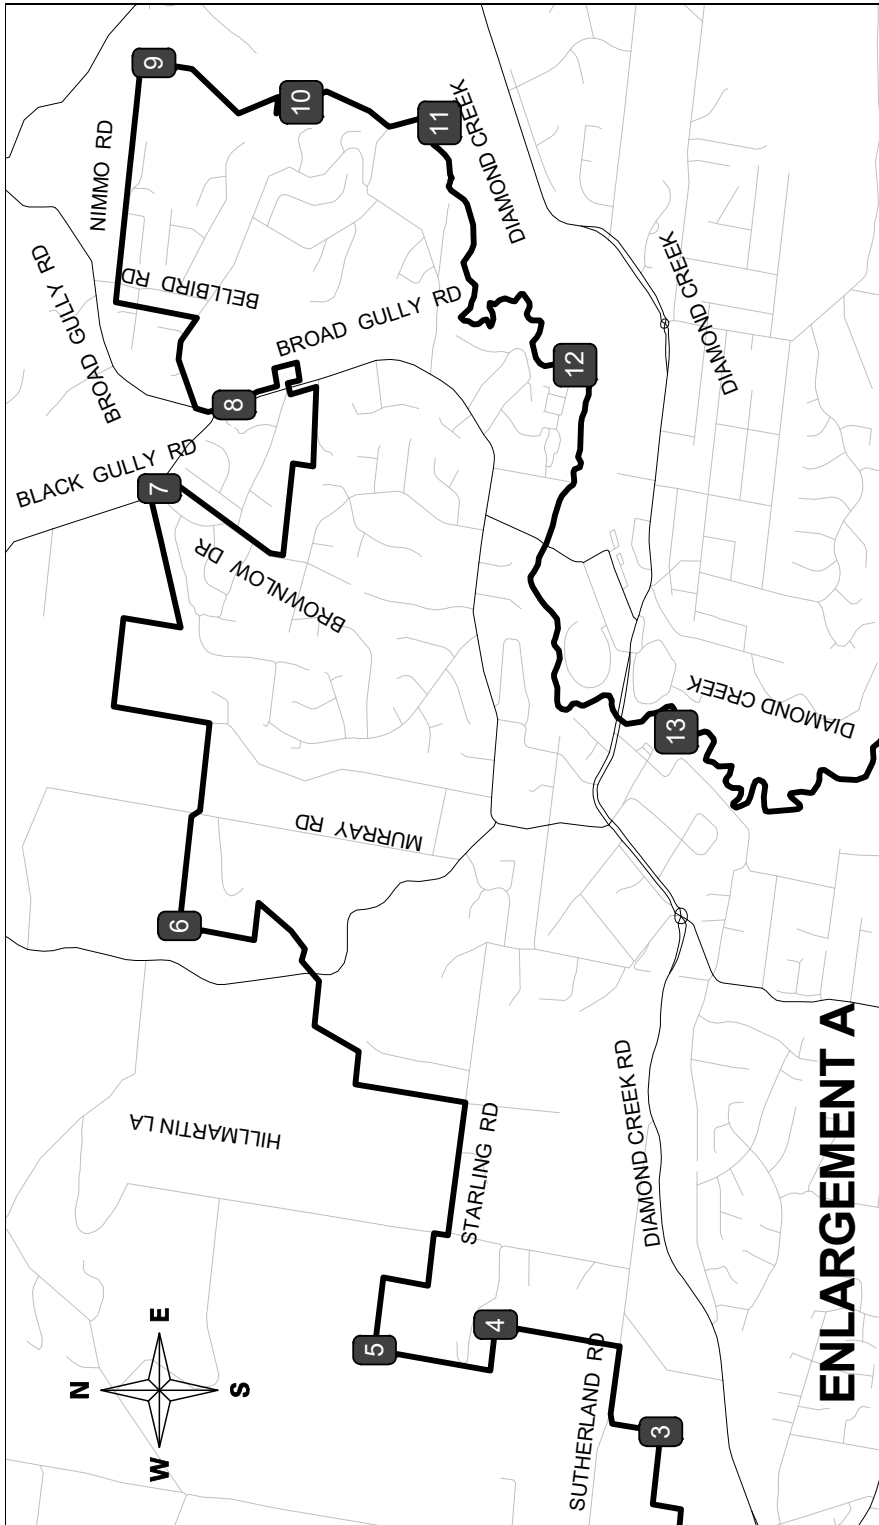 9
NIMMO RD
10
11
DIAMOND CREEK
BROAD GULLY RD
BELLBIRD RD
BROAD GULLY RD
DIAMOND CREEK
8
12
BLACK GULLY RD
7
BROWNLOW DR
DIAMOND CREEK
13
MURRAY RD
6
HILLMARTIN LA
STARLING RD
DIAMOND CREEK RD
ENLARGEMENT A
5
4
SUTHERLAND RD
3
N
E
S
W